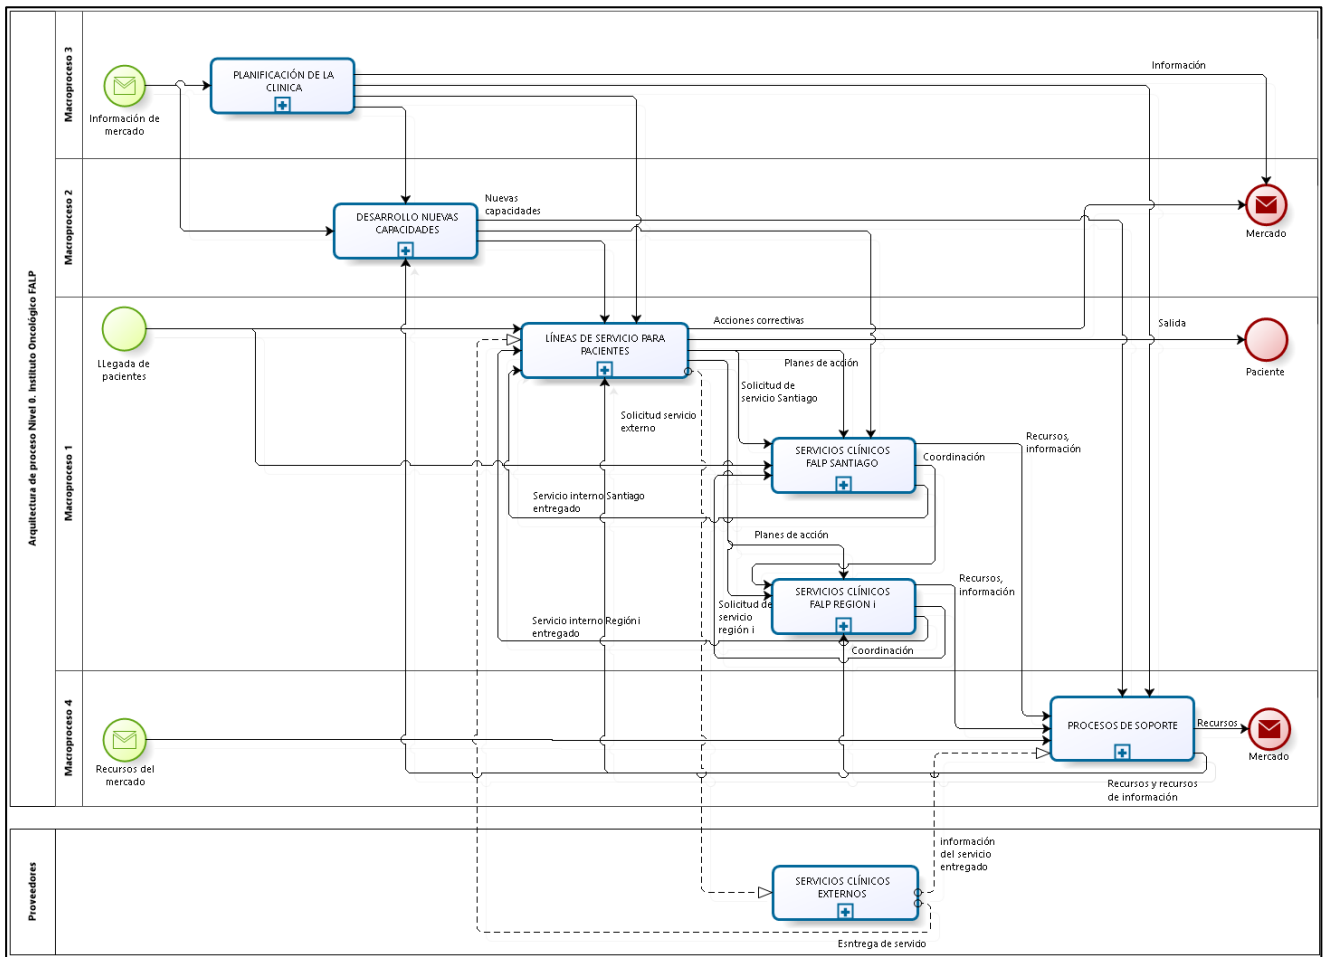 Arquitectura de proceso Nivel 0. Instituto Oncológico FALP
Macroproceso 3
Información de
mercado
PLANIFICACIÓN DE LA
CLINICA
Información
Macroproceso 2
DESARROLLO NUEVAS
CAPACIDADES
Nuevas
capacidades
Mercado
Macroproceso 1
Llegada de
pacientes
LÍNEAS DE SERVICIO PARA
PACIENTES
Acciones correctivas
Salida
Paciente
Planes de acción
Solicitud de
servicio Santiago
Solicitud servicio
externo
SERVICIOS CLÍNICOS
FALP SANTIAGO
Recursos,
información
Coordinación
Servicio interno Santiago
entregado
Planes de acción
SERVICIOS CLÍNICOS
FALP REGION i
Recursos,
información
Solicitud de
servicio
región i
Servicio interno Región i
entregado
Coordinación
Macroproceso 4
Recursos del
mercado
PROCESOS DE SOPORTE
Recursos
Mercado
Recursos y recursos
de información
Proveedores
SERVICIOS CLÍNICOS
EXTERNOS
información
del servicio
entregado
Esntrega de servido